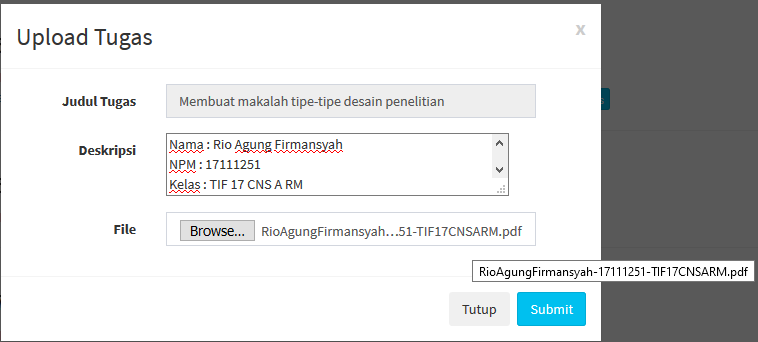 Upload Tugas x
Judul Tugas Membuat makalah tipe-tipe desain penelitian
Deskripsi
Nama : Rio Agung Firmansyah
NPM : 17111251
Kelas : TIF 17 CNS A RM
File Browse... RioAgungFirmansyah...51-TIF17CNSARM.pdf
RioAgungFirmansyah-17111251-TIF17CNSARM.pdf
Tutup Submit